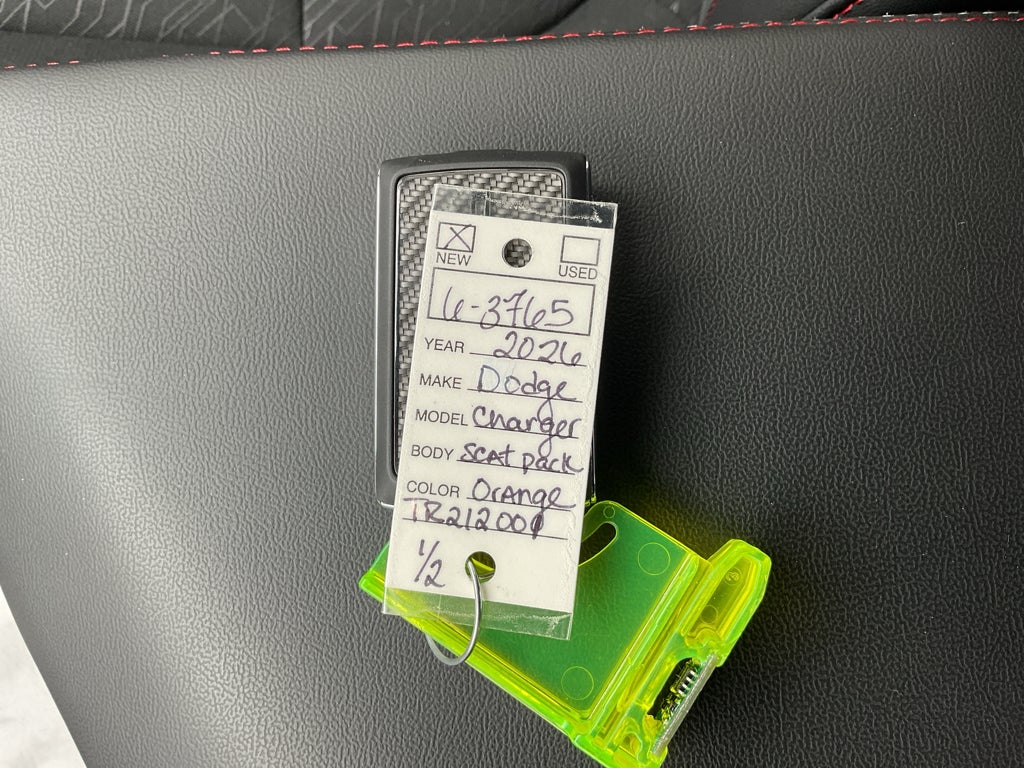 X
NEW USED
6-3765
YEAR 2026
MAKE Dodge
MODEL Charger
BODY Scat pack
COLOR Orange
TR212000
1/2